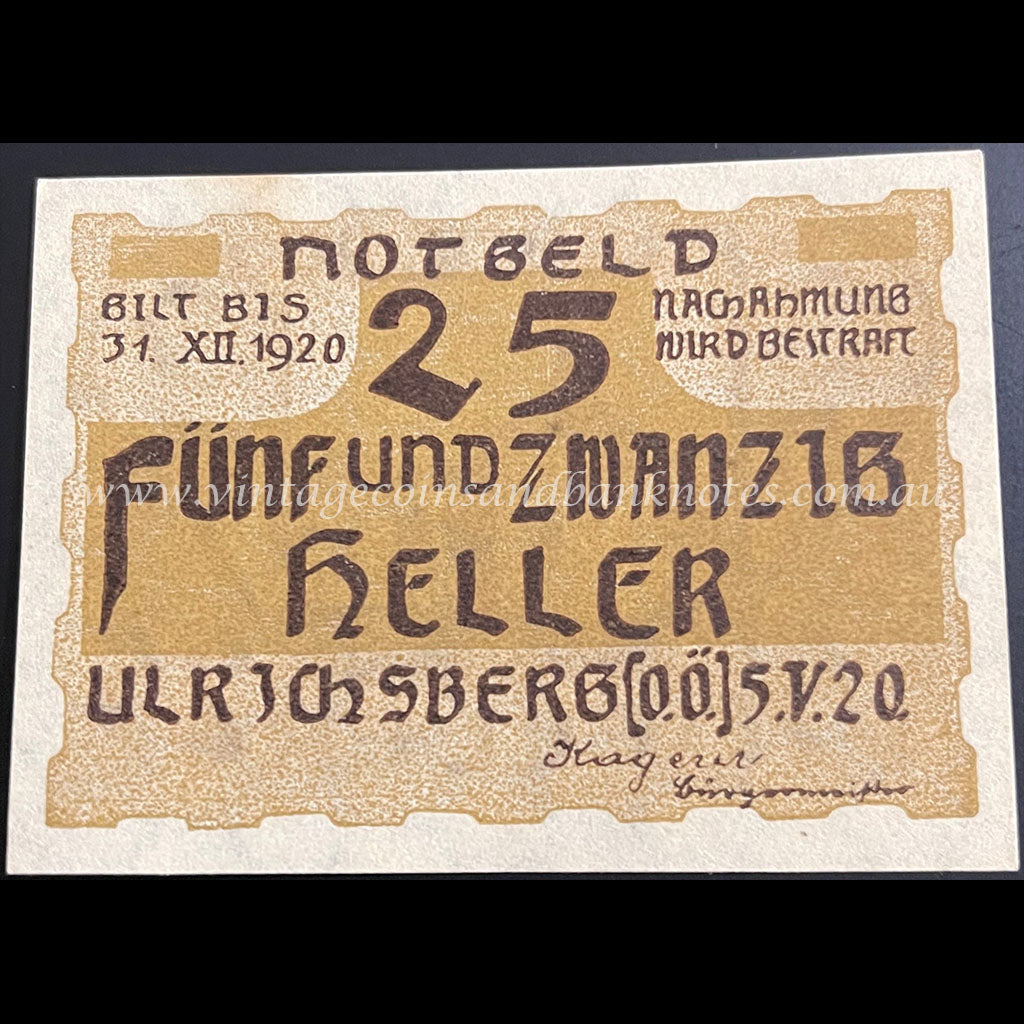 NOTGELD
GILT BIS
31. XII. 1920
25
NACHAHMUNG
WIRD BESTRAFT
FÜNFUNDZWANZIG
HELLER
ULRICHSBERG [O.Ö.] 5.V.20.
Kagerer
Bürgermeister
www.vintagecoinsandbanknotes.com.au